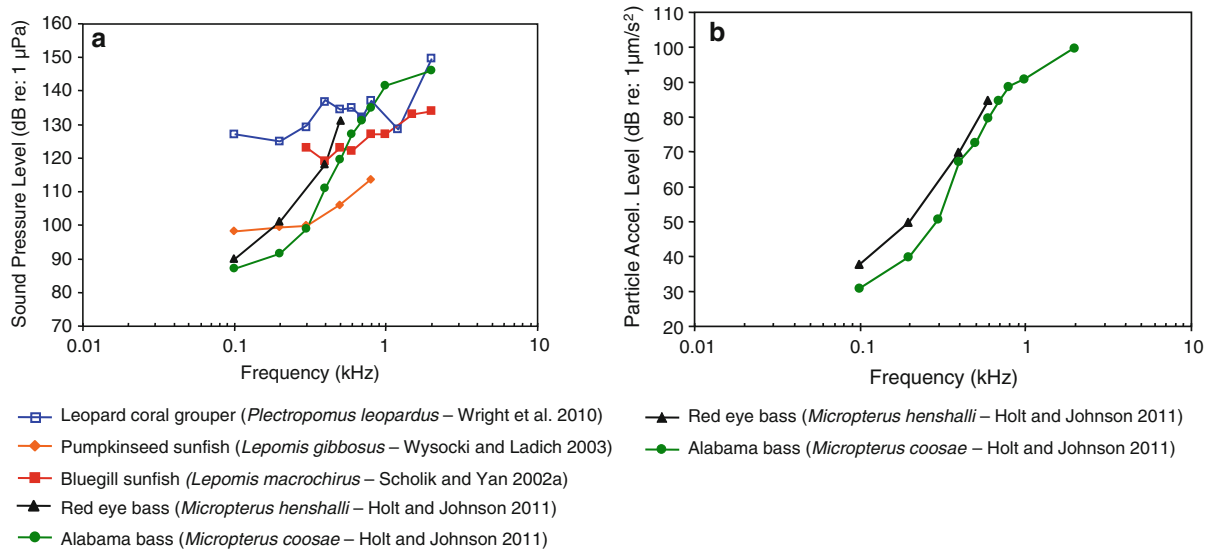 a
Sound Pressure Level (dB re: 1 µPa)
160
150
140
130
120
110
100
90
80
70
0.01
0.1
1
10
Frequency (kHz)
b
Particle Accel. Level (dB re: 1µm/s²)
110
100
90
80
70
60
50
40
30
20
0.01
0.1
1
10
Frequency (kHz)
Leopard coral grouper (Plectropomus leopardus – Wright et al. 2010)
Pumpkinseed sunfish (Lepomis gibbosus – Wysocki and Ladich 2003)
Bluegill sunfish (Lepomis macrochirus – Scholik and Yan 2002a)
Red eye bass (Micropterus henshalli – Holt and Johnson 2011)
Alabama bass (Micropterus coosae – Holt and Johnson 2011)
Red eye bass (Micropterus henshalli – Holt and Johnson 2011)
Alabama bass (Micropterus coosae – Holt and Johnson 2011)